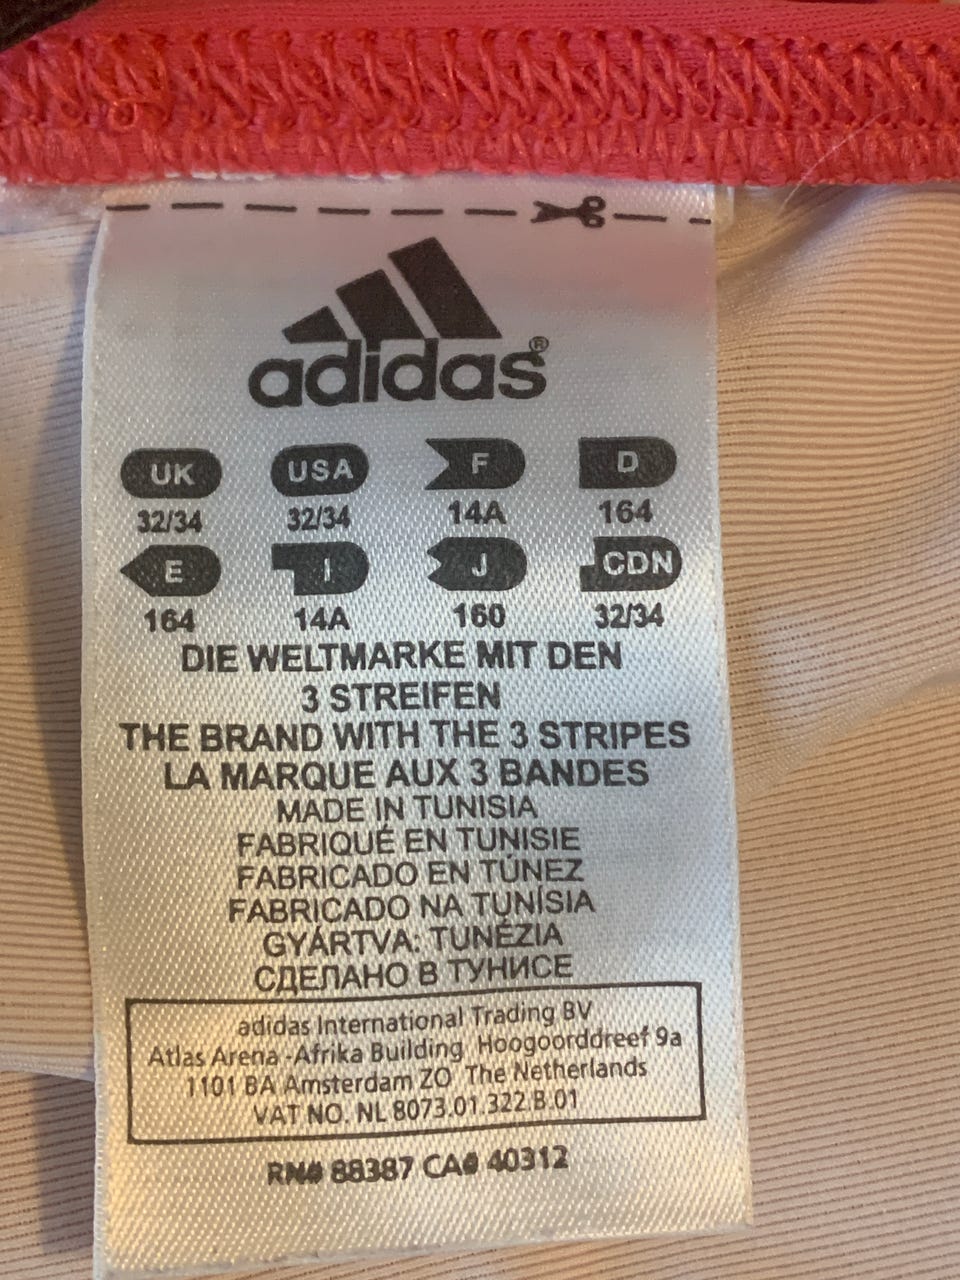 adidas®
UK USA F D
32/34 32/34 14A 164
E I J CDN
164 14A 160 32/34
DIE WELTMARKE MIT DEN
3 STREIFEN
THE BRAND WITH THE 3 STRIPES
LA MARQUE AUX 3 BANDES
MADE IN TUNISIA
FABRIQUÉ EN TUNISIE
FABRICADO EN TÚNEZ
FABRICADO NA TUNÍSIA
GYÁRTVA: TUNÉZIA
СДЕЛАНО В ТУНИСЕ
adidas International Trading BV
Atlas Arena -Afrika Building Hoogoorddreef 9a
1101 BA Amsterdam ZO The Netherlands
VAT NO. NL 8073.01.322.B.01
RN# 88387 CA# 40312